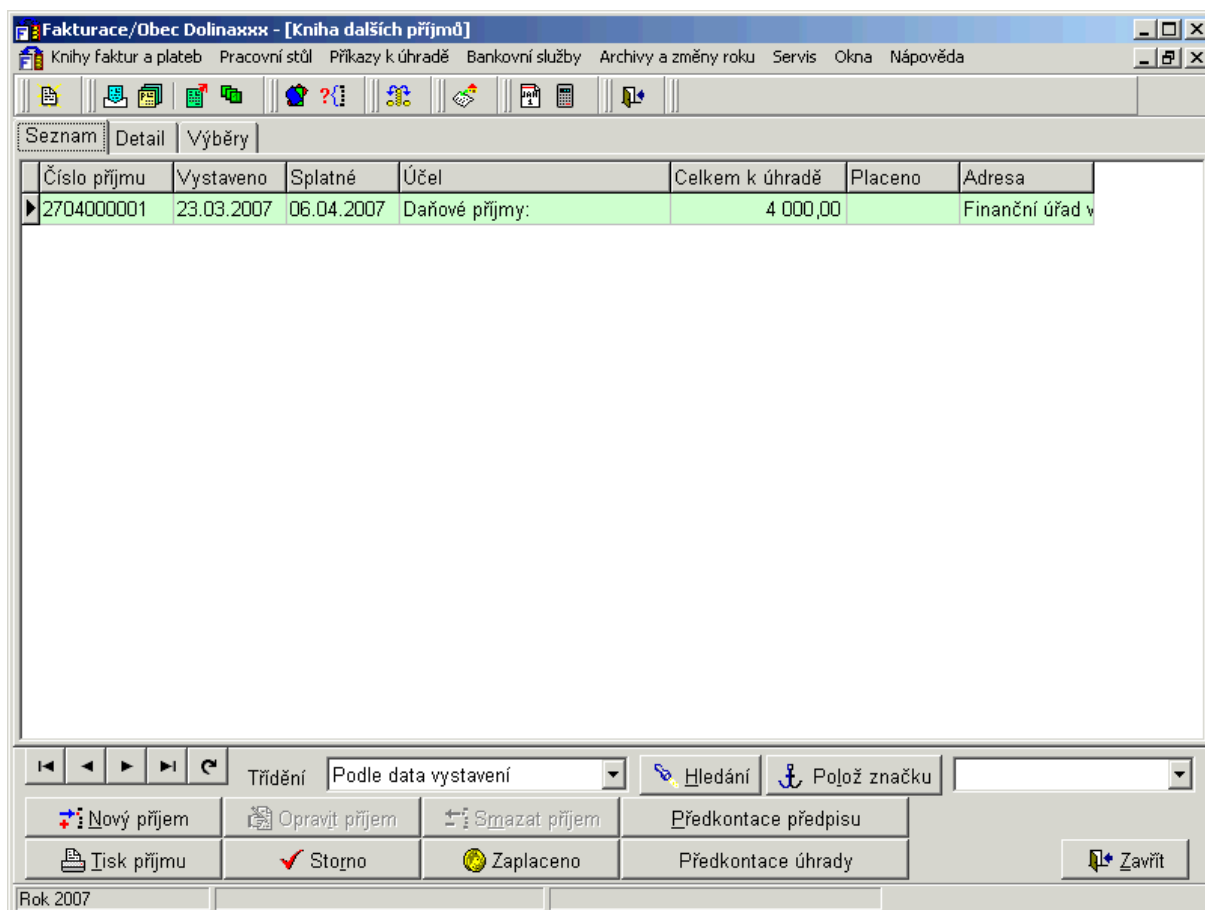 Fakturace/Obec Dolinaxxx - [Kniha dalších příjmů]
Knihy faktur a plateb Pracovní stůl Příkazy k úhradě Bankovní služby Archivy a změny roku Servis Okna Nápověda
Seznam Detail Výběry
Číslo příjmu Vystaveno Splatné Účel Celkem k úhradě Placeno Adresa
2704000001 23.03.2007 06.04.2007 Daňové příjmy: 4 000,00 Finanční úřad v
Třídění Podle data vystavení Hledání Polož značku
Nový příjem Opravit příjem Smazat příjem Předkontace předpisu
Tisk příjmu Storno Zaplaceno Předkontace úhrady Zavřít
Rok 2007